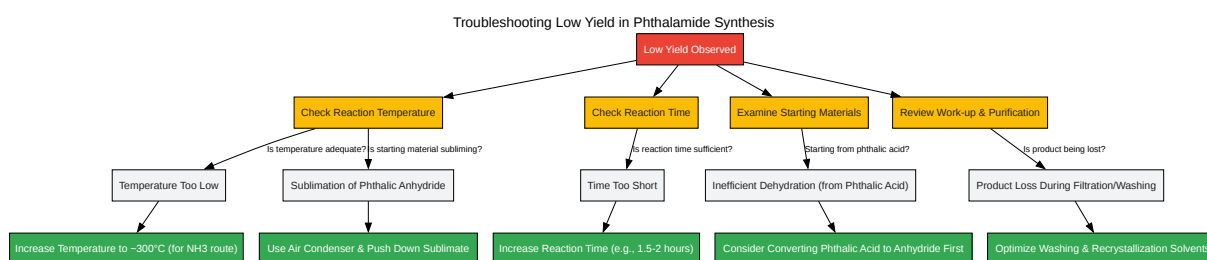 Troubleshooting Low Yield in Phthalamide Synthesis
Low Yield Observed
Check Reaction Temperature
Check Reaction Time
Examine Starting Materials
Review Work-up & Purification
Is temperature adequate?
Is starting material subliming?
Is reaction time sufficient?
Starting from phthalic acid?
Is product being lost?
Temperature Too Low
Sublimation of Phthalic Anhydride
Time Too Short
Inefficient Dehydration (from Phthalic Acid)
Product Loss During Filtration/Washing
Increase Temperature to ~300°C (for NH3 route)
Use Air Condenser & Push Down Sublimate
Increase Reaction Time (e.g., 1.5-2 hours)
Consider Converting Phthalic Acid to Anhydride First
Optimize Washing & Recrystallization Solvents